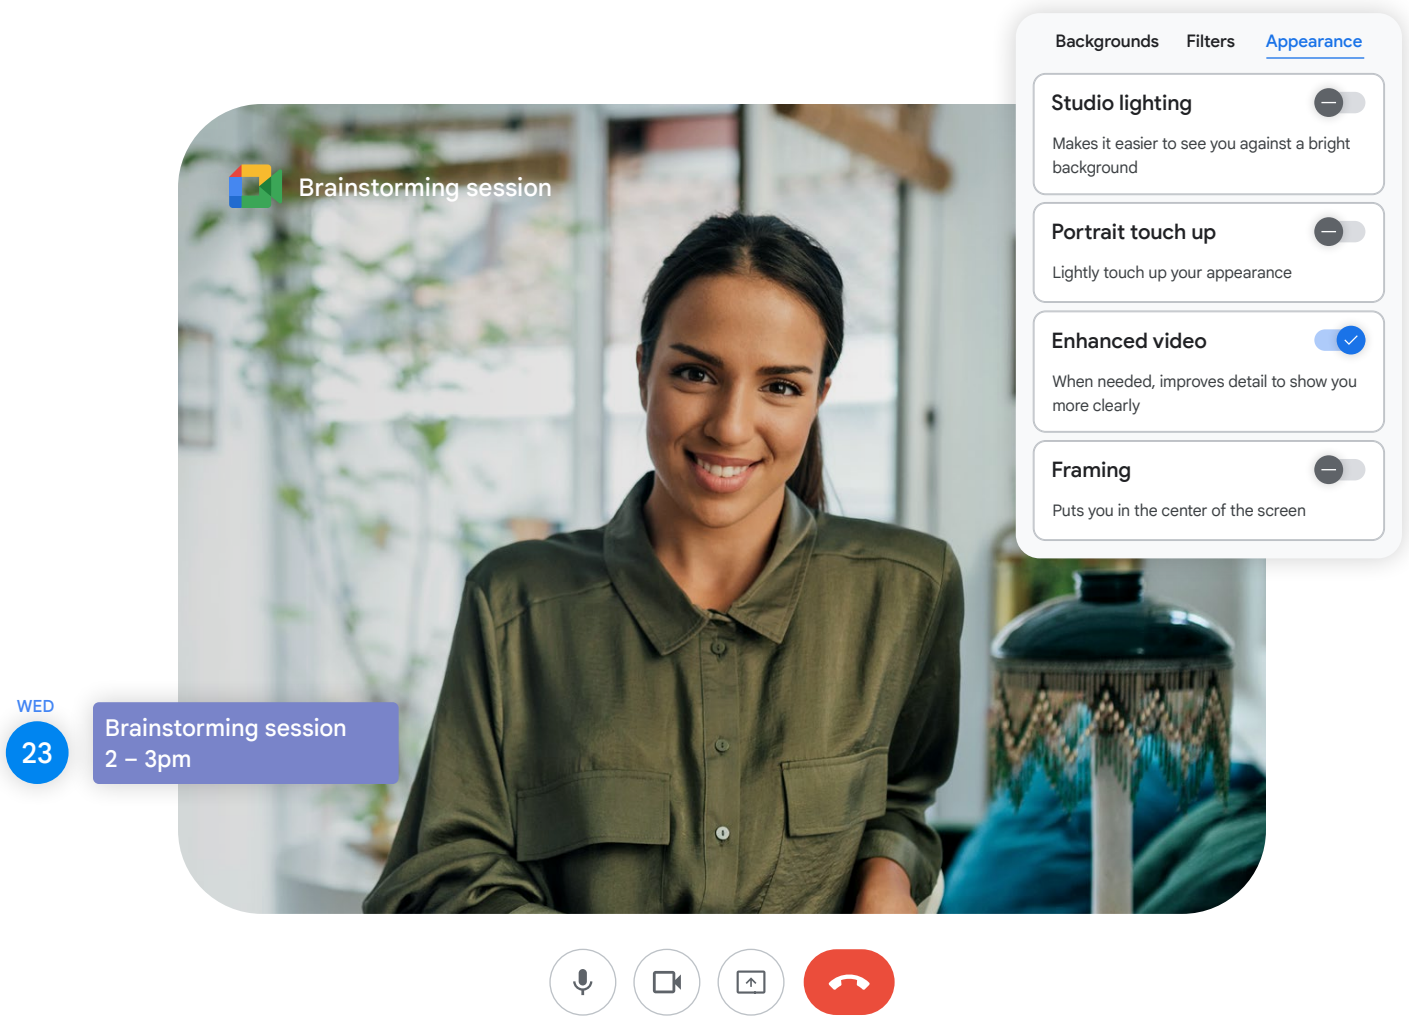 Backgrounds Filters Appearance
Studio lighting
Makes it easier to see you against a bright
background
Portrait touch up
Lightly touch up your appearance
Enhanced video
When needed, improves detail to show you
more clearly
Framing
Puts you in the center of the screen
Brainstorming session
WED
23
Brainstorming session
2 – 3pm